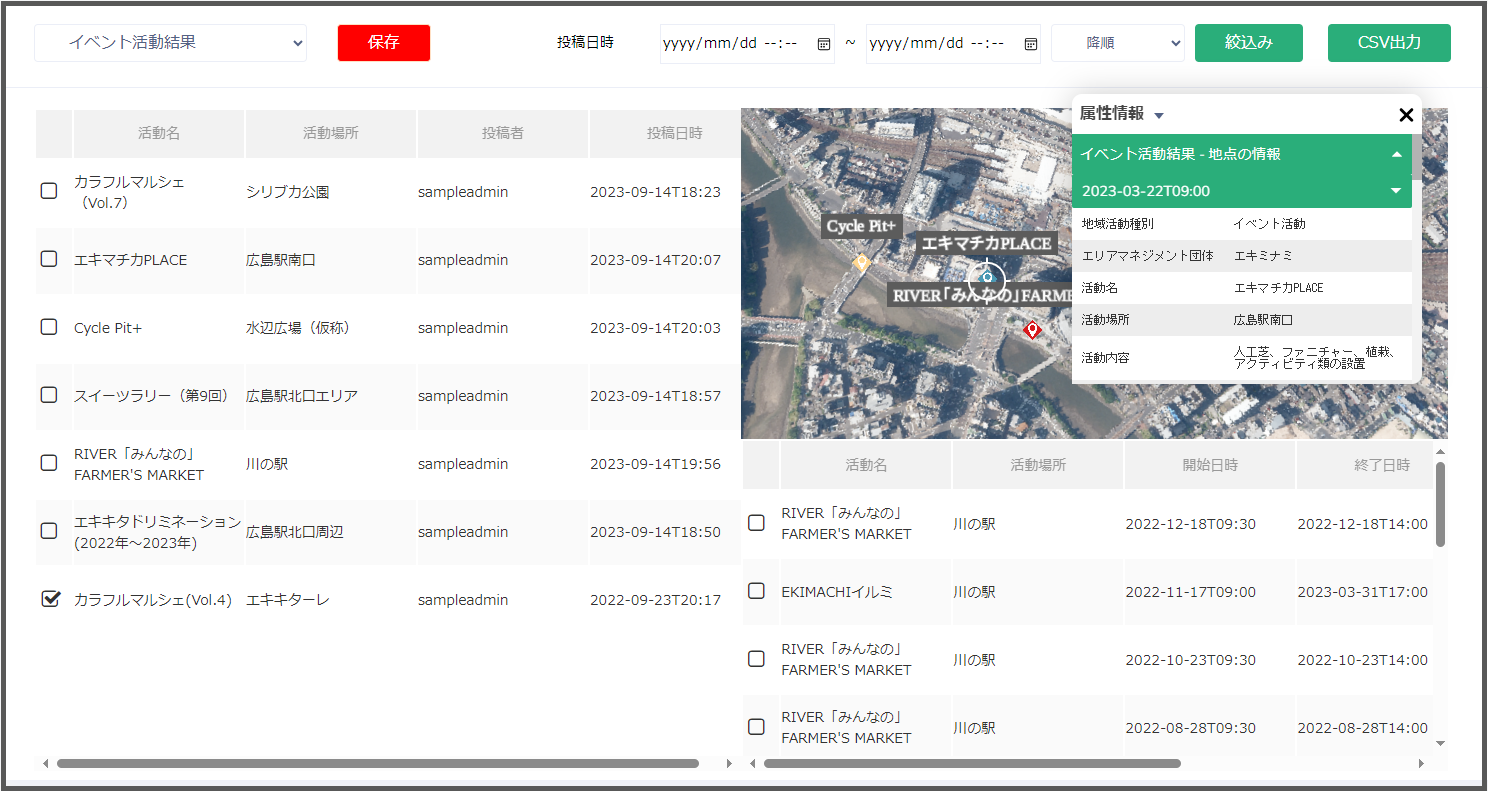 イベント活動結果
保存
投稿日時
yyyy/mm/dd --:--
~
yyyy/mm/dd --:--
降順
絞込み
CSV出力
活動名 活動場所 投稿者 投稿日時
カラフルマルシェ
（Vol.7）
シリブカ公園 sampleadmin 2023-09-14T18:23
エキマチカPLACE 広島駅南口 sampleadmin 2023-09-14T20:07
Cycle Pit+ 水辺広場（仮称） sampleadmin 2023-09-14T20:03
スイーツラリー（第9回） 広島駅北口エリア sampleadmin 2023-09-14T18:57
RIVER「みんなの」
FARMER'S MARKET
川の駅 sampleadmin 2023-09-14T19:56
エキキタドリミネーション
(2022年～2023年)
広島駅北口周辺 sampleadmin 2023-09-14T18:50
カラフルマルシェ(Vol.4) エキキターレ sampleadmin 2022-09-23T20:17
Cycle Pit+
エキマチカPLACE
RIVER「みんなの」FARME
属性情報
イベント活動結果 - 地点の情報
2023-03-22T09:00
地域活動種別 イベント活動
エリアマネジメント団体 エキミナミ
活動名 エキマチカPLACE
活動場所 広島駅南口
活動内容 人工芝、ファニチャー、植栽、
アクティビティ類の設置
活動名 活動場所 開始日時 終了日時
RIVER「みんなの」
FARMER'S MARKET
川の駅 2022-12-18T09:30 2022-12-18T14:00
EKIMACHIイルミ 川の駅 2022-11-17T09:00 2023-03-31T17:00
RIVER「みんなの」
FARMER'S MARKET
川の駅 2022-10-23T09:30 2022-10-23T14:00
RIVER「みんなの」
FARMER'S MARKET
川の駅 2022-08-28T09:30 2022-08-28T14:00